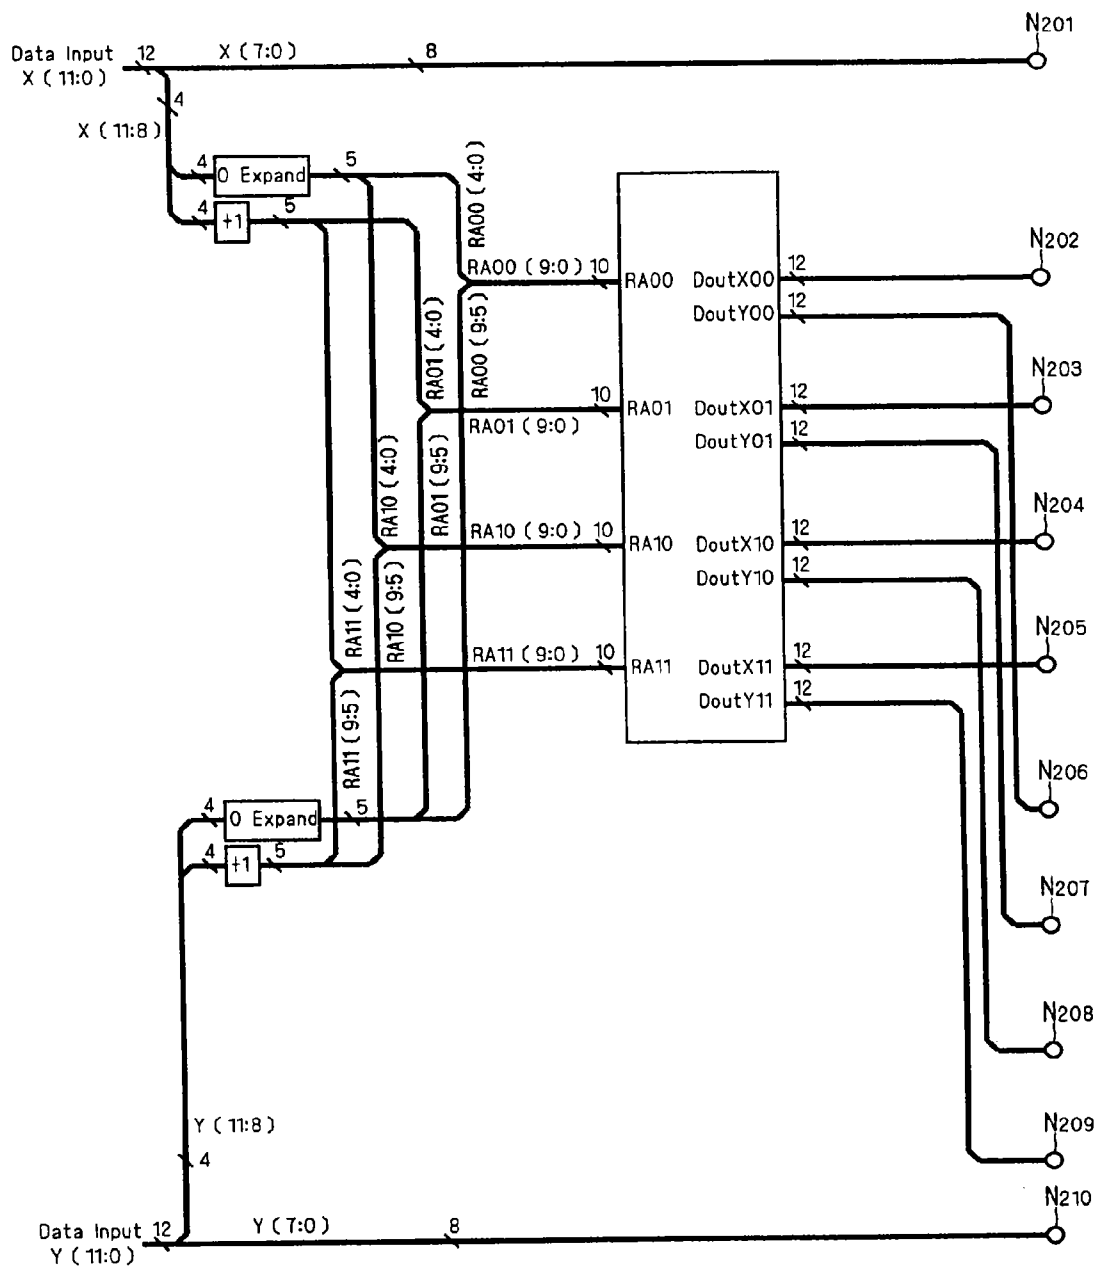 N201
Data Input
12
X ( 7:0)
8
X ( 11:0)
4
X ( 11:8)
4
0 Expand
5
RA00 ( 4:0)
4
+1
5
N202
RA00 ( 9:0)
10
RA00
DoutX00
12
DoutY00
12
RA01 ( 4:0)
RA00 ( 9:5)
N203
10
RA01
DoutX01
12
RA01 ( 9:0)
DoutY01
12
RA10 ( 4:0)
RA01 ( 9:5)
N204
RA10 ( 9:0)
10
RA10
DoutX10
12
DoutY10
12
RA11 ( 4:0)
RA10 ( 9:5)
N205
RA11 ( 9:0)
10
RA11
DoutX11
12
DoutY11
12
RA11 ( 9:5)
N206
4
0 Expand
5
4
+1
5
N207
N208
Y ( 11:8)
4
N209
N210
Data Input
12
Y ( 7:0)
8
Y ( 11:0)